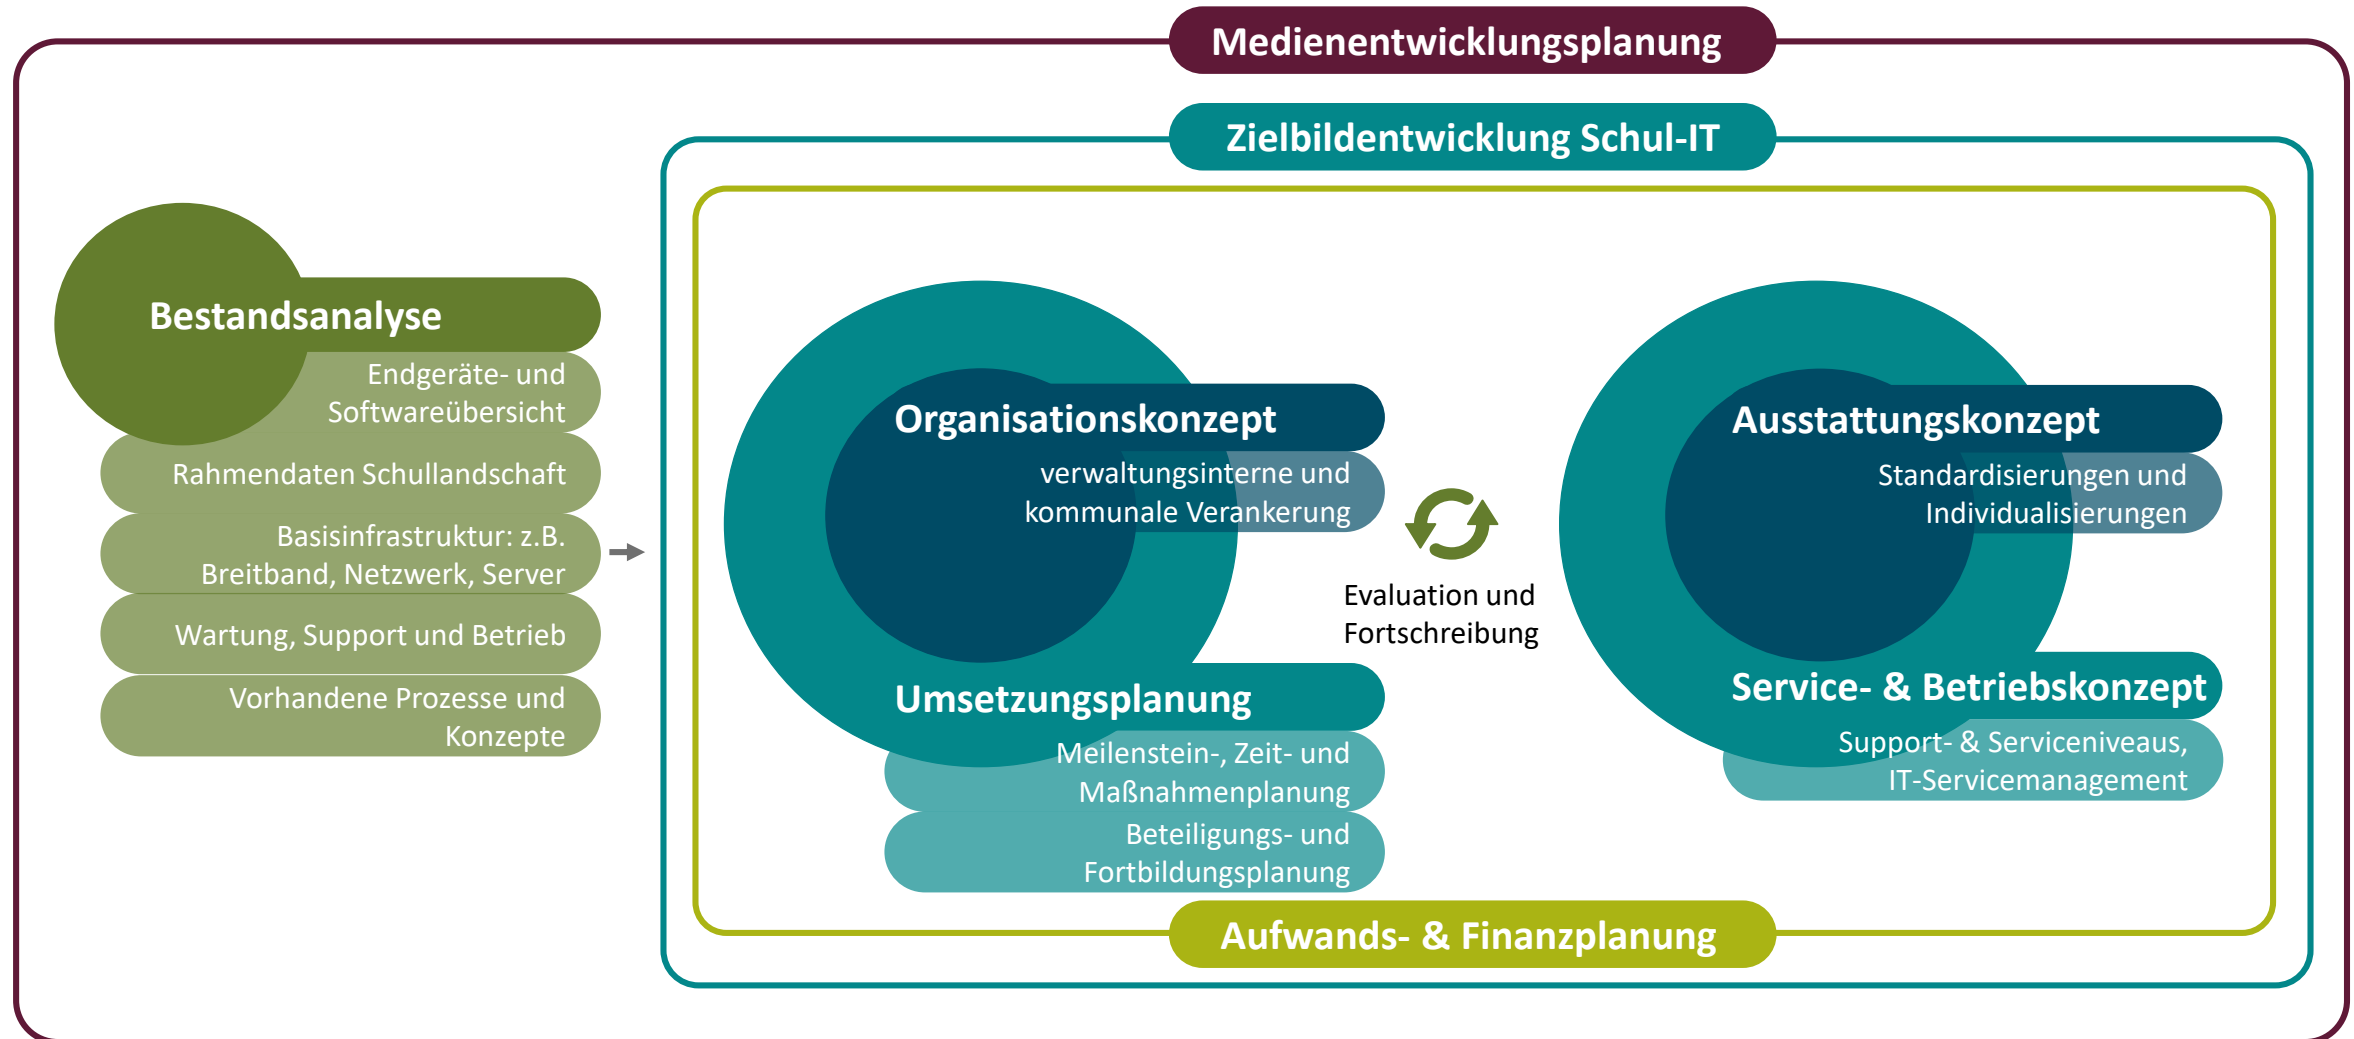 Medienentwicklungsplanung
Zielbildentwicklung Schul-IT
Bestandsanalyse
Endgeräte- und
Softwareübersicht
Rahmendaten Schullandschaft
Basisinfrastruktur: z.B.
Breitband, Netzwerk, Server
Wartung, Support und Betrieb
Vorhandene Prozesse und
Konzepte
Organisationskonzept
verwaltungsinterne und
kommunale Verankerung
Umsetzungsplanung
Meilenstein-, Zeit- und
Maßnahmenplanung
Beteiligungs- und
Fortbildungsplanung
Evaluation und
Fortschreibung
Ausstattungskonzept
Standardisierungen und
Individualisierungen
Service- & Betriebskonzept
Support- & Serviceniveaus,
IT-Servicemanagement
Aufwands- & Finanzplanung